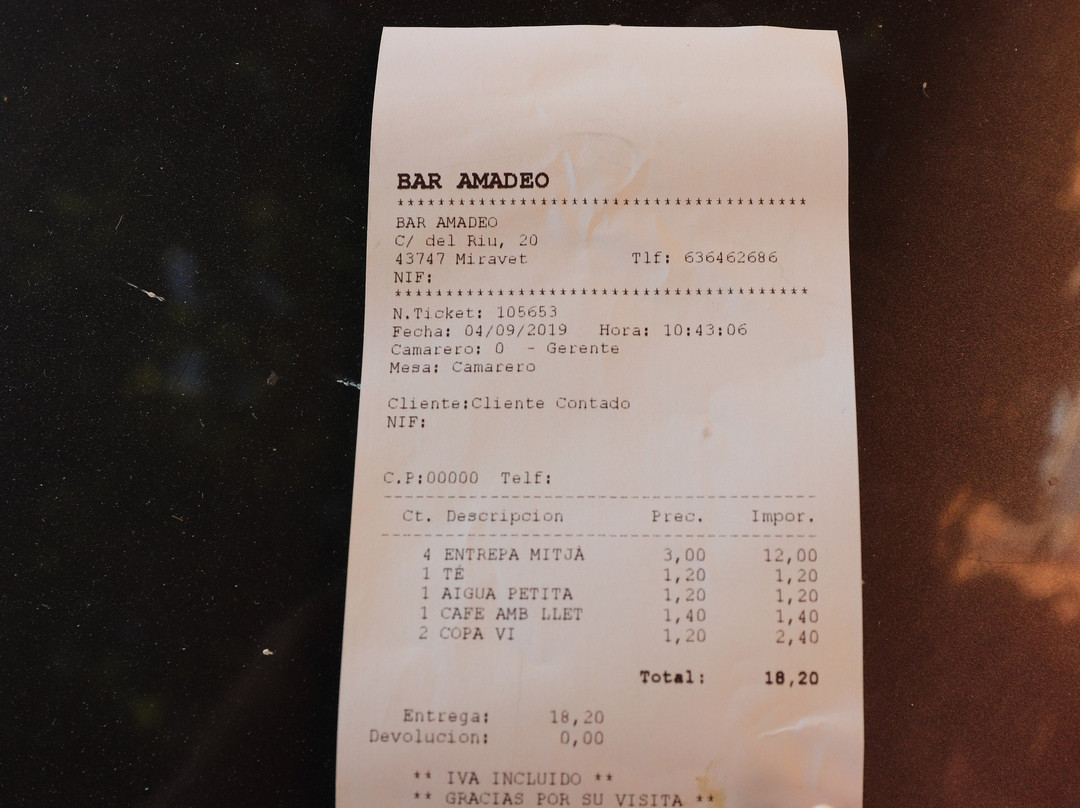 BAR AMADEO
****************************************
BAR AMADEO
C/ del Riu, 20
43747 Miravet Tlf: 636462686
NIF:
****************************************
N.Ticket: 105653
Fecha: 04/09/2019 Hora: 10:43:06
Camarero: 0 - Gerente
Mesa: Camarero
Cliente:Cliente Contado
NIF:
C.P:00000 Telf:
----------------------------------------
Ct. Descripcion Prec. Impor.
----------------------------------------
4 ENTREPA MITJÀ 3,00 12,00
1 TÉ 1,20 1,20
1 AIGUA PETITA 1,20 1,20
1 CAFE AMB LLET 1,40 1,40
2 COPA VI 1,20 2,40
Total: 18,20
Entrega: 18,20
Devolucion: 0,00
** IVA INCLUIDO **
** GRACIAS POR SU VISITA **